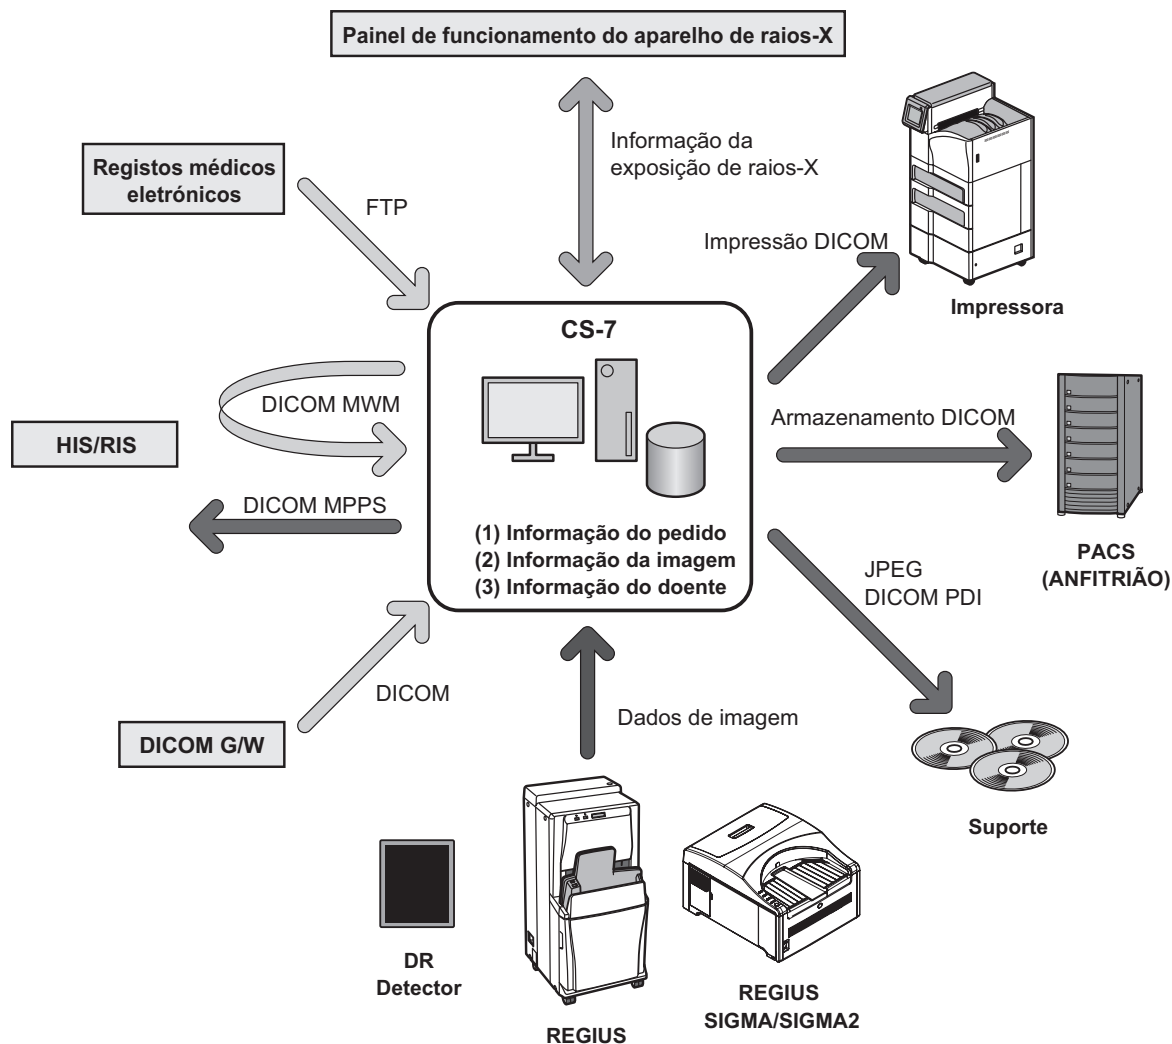 Painel de funcionamento do aparelho de raios-X
Informação da
exposição de raios-X
Registos médicos
eletrónicos
FTP
Impressão DICOM
Impressora
CS-7
DICOM MWM
HIS/RIS
DICOM MPPS
Armazenamento DICOM
(1) Informação do pedido
(2) Informação da imagem
(3) Informação do doente
PACS
(ANFITRIÃO)
JPEG
DICOM PDI
DICOM
DICOM G/W
Dados de imagem
Suporte
DR
Detector
REGIUS
REGIUS
SIGMA/SIGMA2